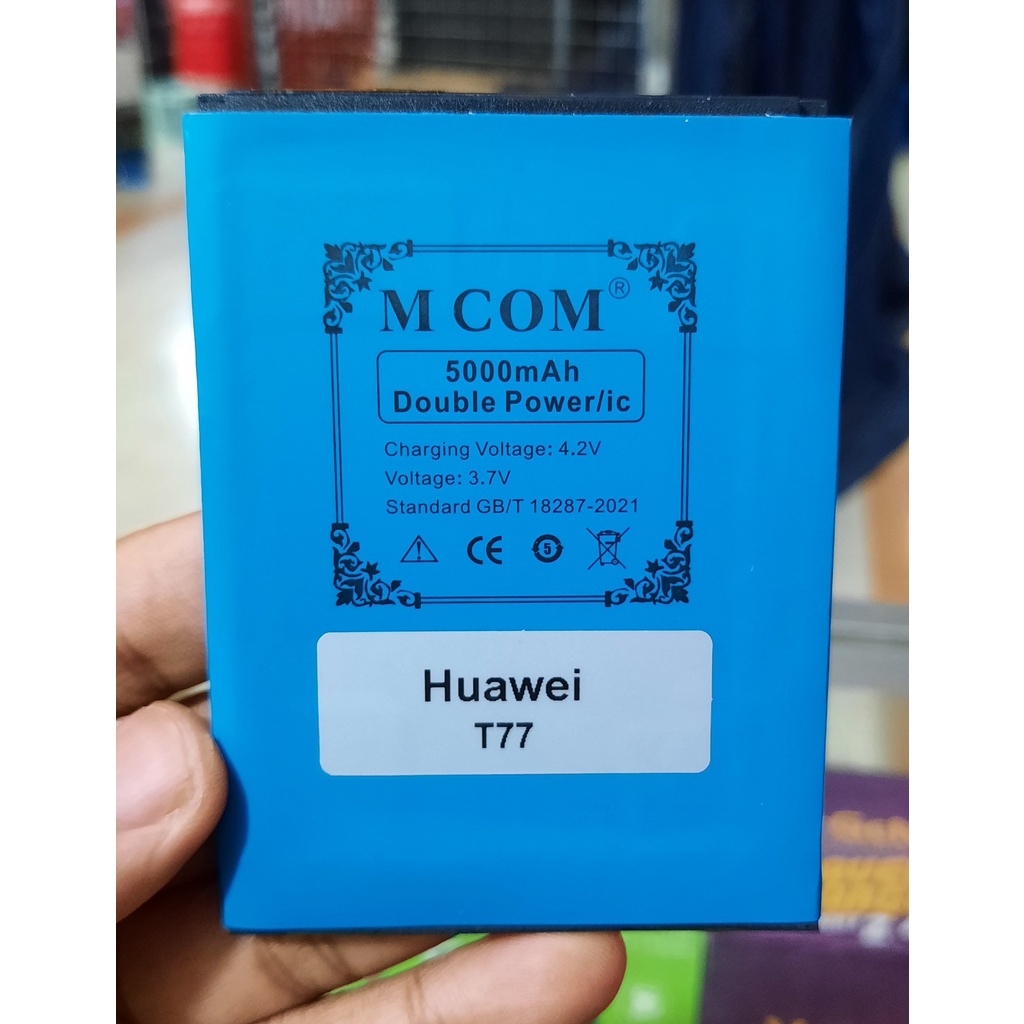 M COM®
5000mAh
Double Power/ic
Charging Voltage: 4.2V
Voltage: 3.7V
Standard GB/T 18287-2021
CE
5
Huawei
T77